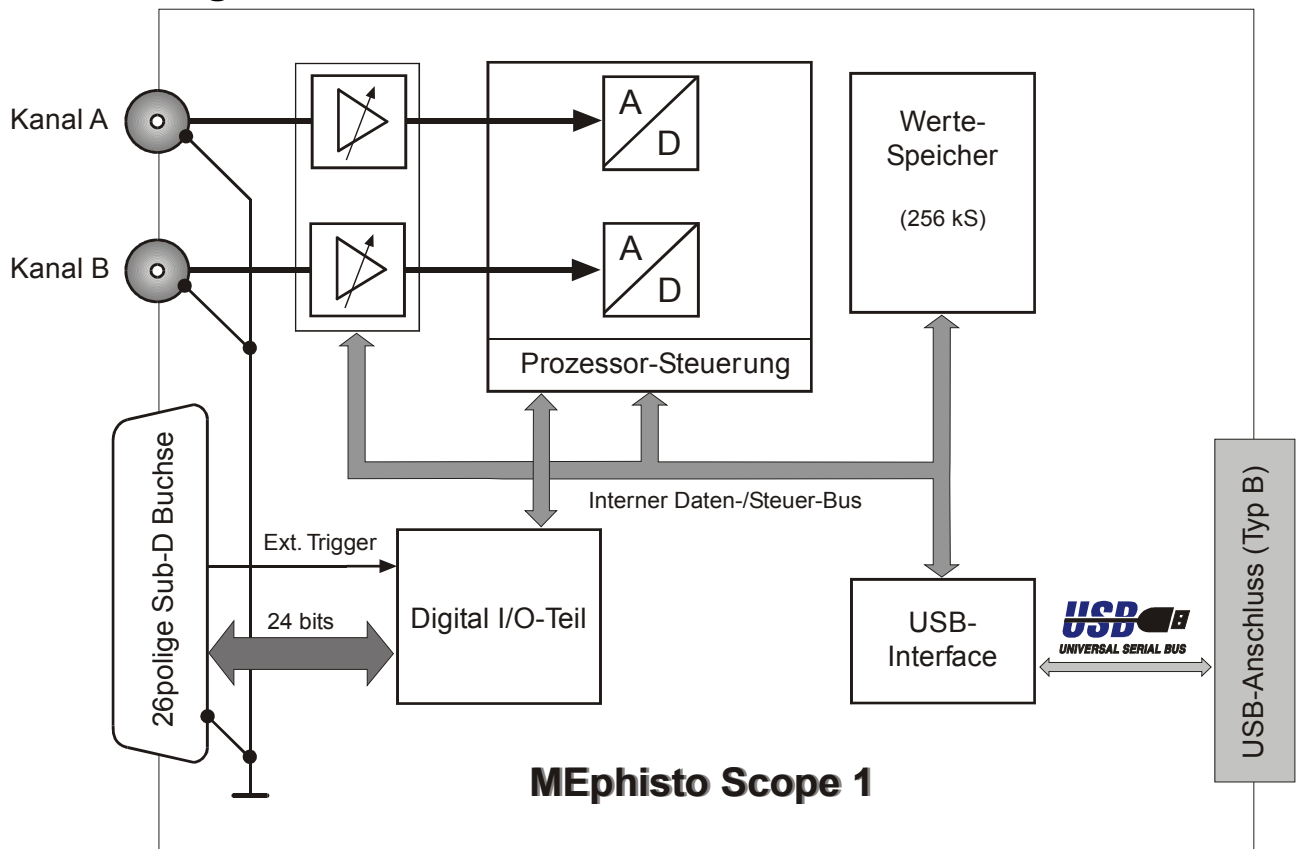 Kanal A
A
D
Werte-
Speicher
(256 kS)
Kanal B
A
D
Prozessor-Steuerung
26polige Sub-D Buchse
Interner Daten-/Steuer-Bus
Ext. Trigger
24 bits
Digital I/O-Teil
USB-
Interface
USB
UNIVERSAL SERIAL BUS
USB-Anschluss (Typ B)
MEphisto Scope 1